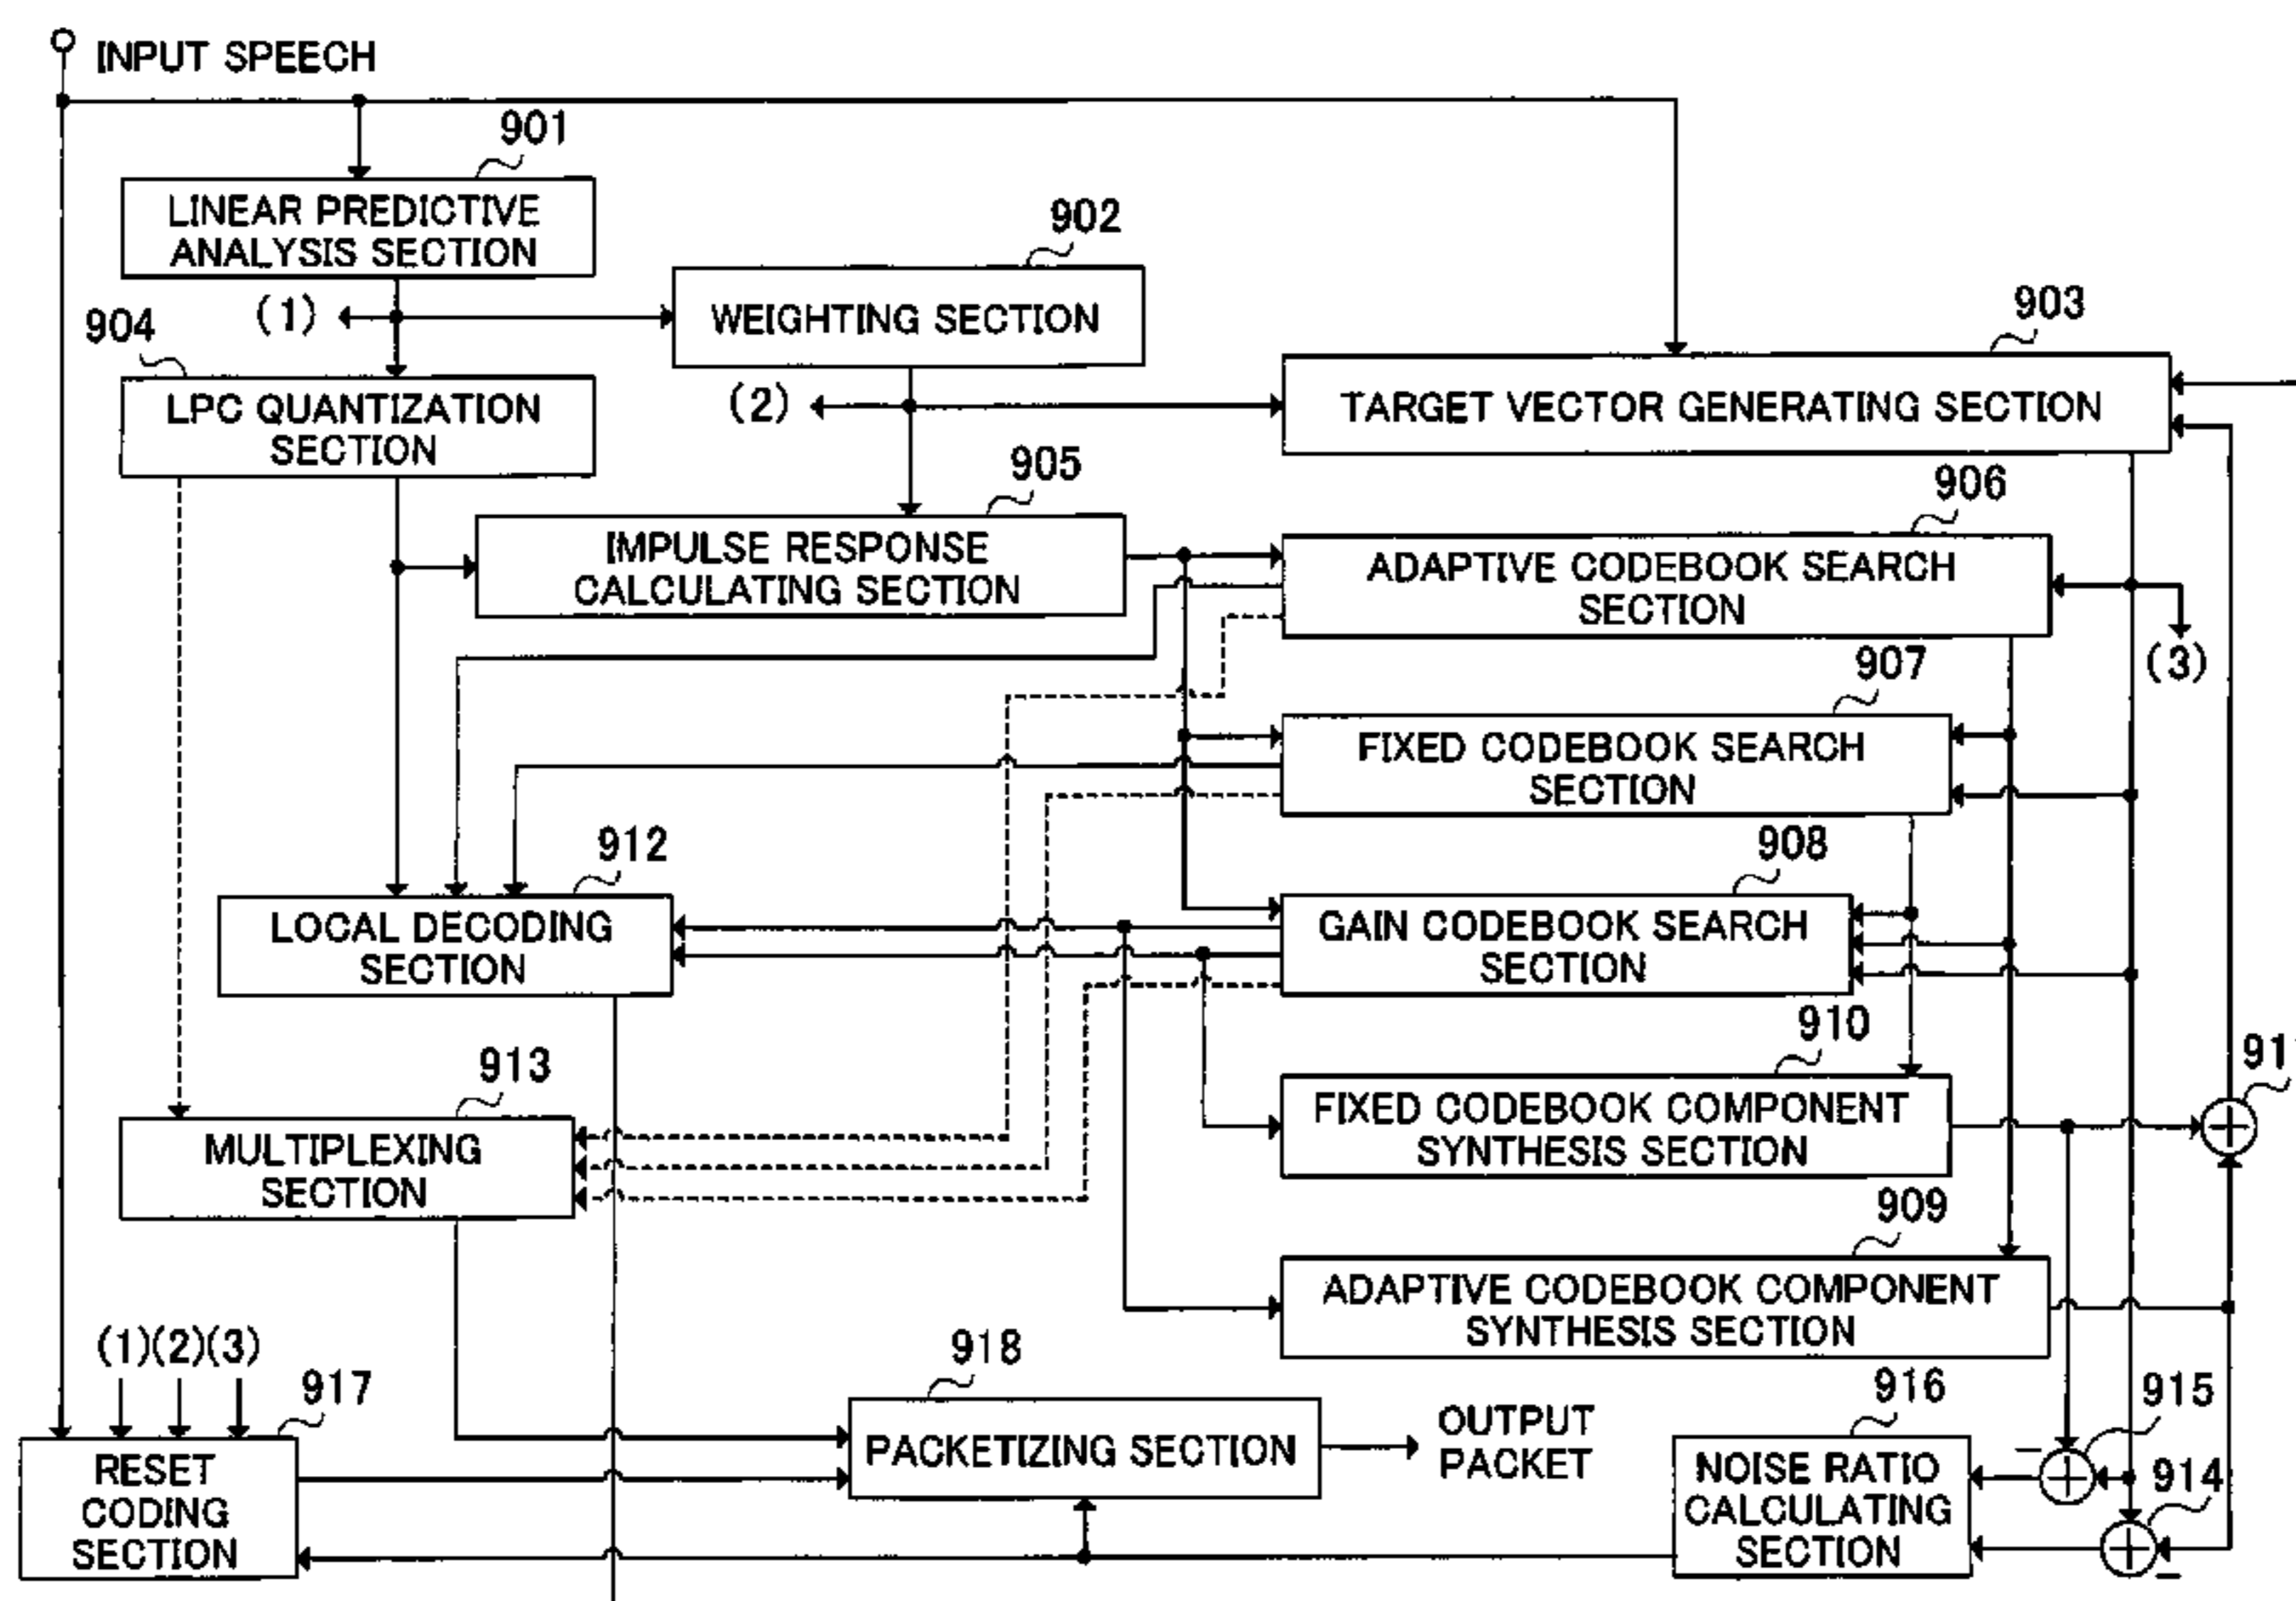 INPUT SPEECH
901
LINEAR PREDICTIVE
ANALYSIS SECTION
902
(1)
WEIGHTING SECTION
903
904
LPC QUANTIZATION
SECTION
(2)
TARGET VECTOR GENERATING SECTION
905
906
IMPULSE RESPONSE
CALCULATING SECTION
ADAPTIVE CODEBOOK SEARCH
SECTION
(3)
907
FIXED CODEBOOK SEARCH
SECTION
912
908
LOCAL DECODING
SECTION
GAIN CODEBOOK SEARCH
SECTION
910
913
91
FIXED CODEBOOK COMPONENT
SYNTHESIS SECTION
MULTIPLEXING
SECTION
909
ADAPTIVE CODEBOOK COMPONENT
SYNTHESIS SECTION
(1)(2)(3)
918
917
916
915
OUTPUT
PACKET
PACKETIZING SECTION
RESET
CODING
SECTION
NOISE RATIO
CALCULATING
SECTION
914